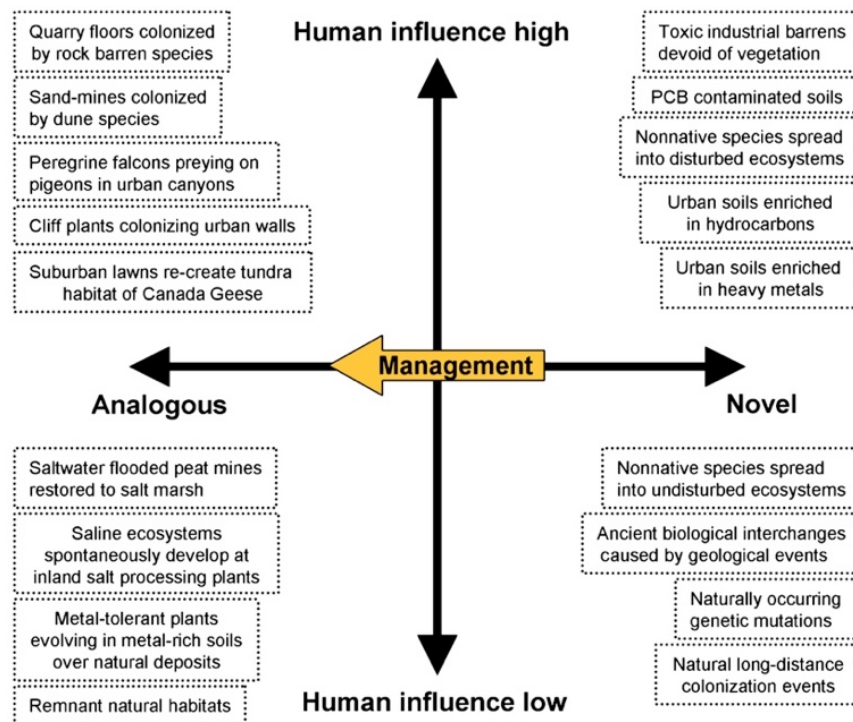 Human influence high
Quarry floors colonized
by rock barren species
Sand-mines colonized
by dune species
Peregrine falcons preying on
pigeons in urban canyons
Cliff plants colonizing urban walls
Suburban lawns re-create tundra
habitat of Canada Geese
Toxic industrial barrens
devoid of vegetation
PCB contaminated soils
Nonnative species spread
into disturbed ecosystems
Urban soils enriched
in hydrocarbons
Urban soils enriched
in heavy metals
Management
Analogous
Novel
Saltwater flooded peat mines
restored to salt marsh
Saline ecosystems
spontaneously develop at
inland salt processing plants
Metal-tolerant plants
evolving in metal-rich soils
over natural deposits
Remnant natural habitats
Nonnative species spread
into undisturbed ecosystems
Ancient biological interchanges
caused by geological events
Naturally occurring
genetic mutations
Natural long-distance
colonization events
Human influence low